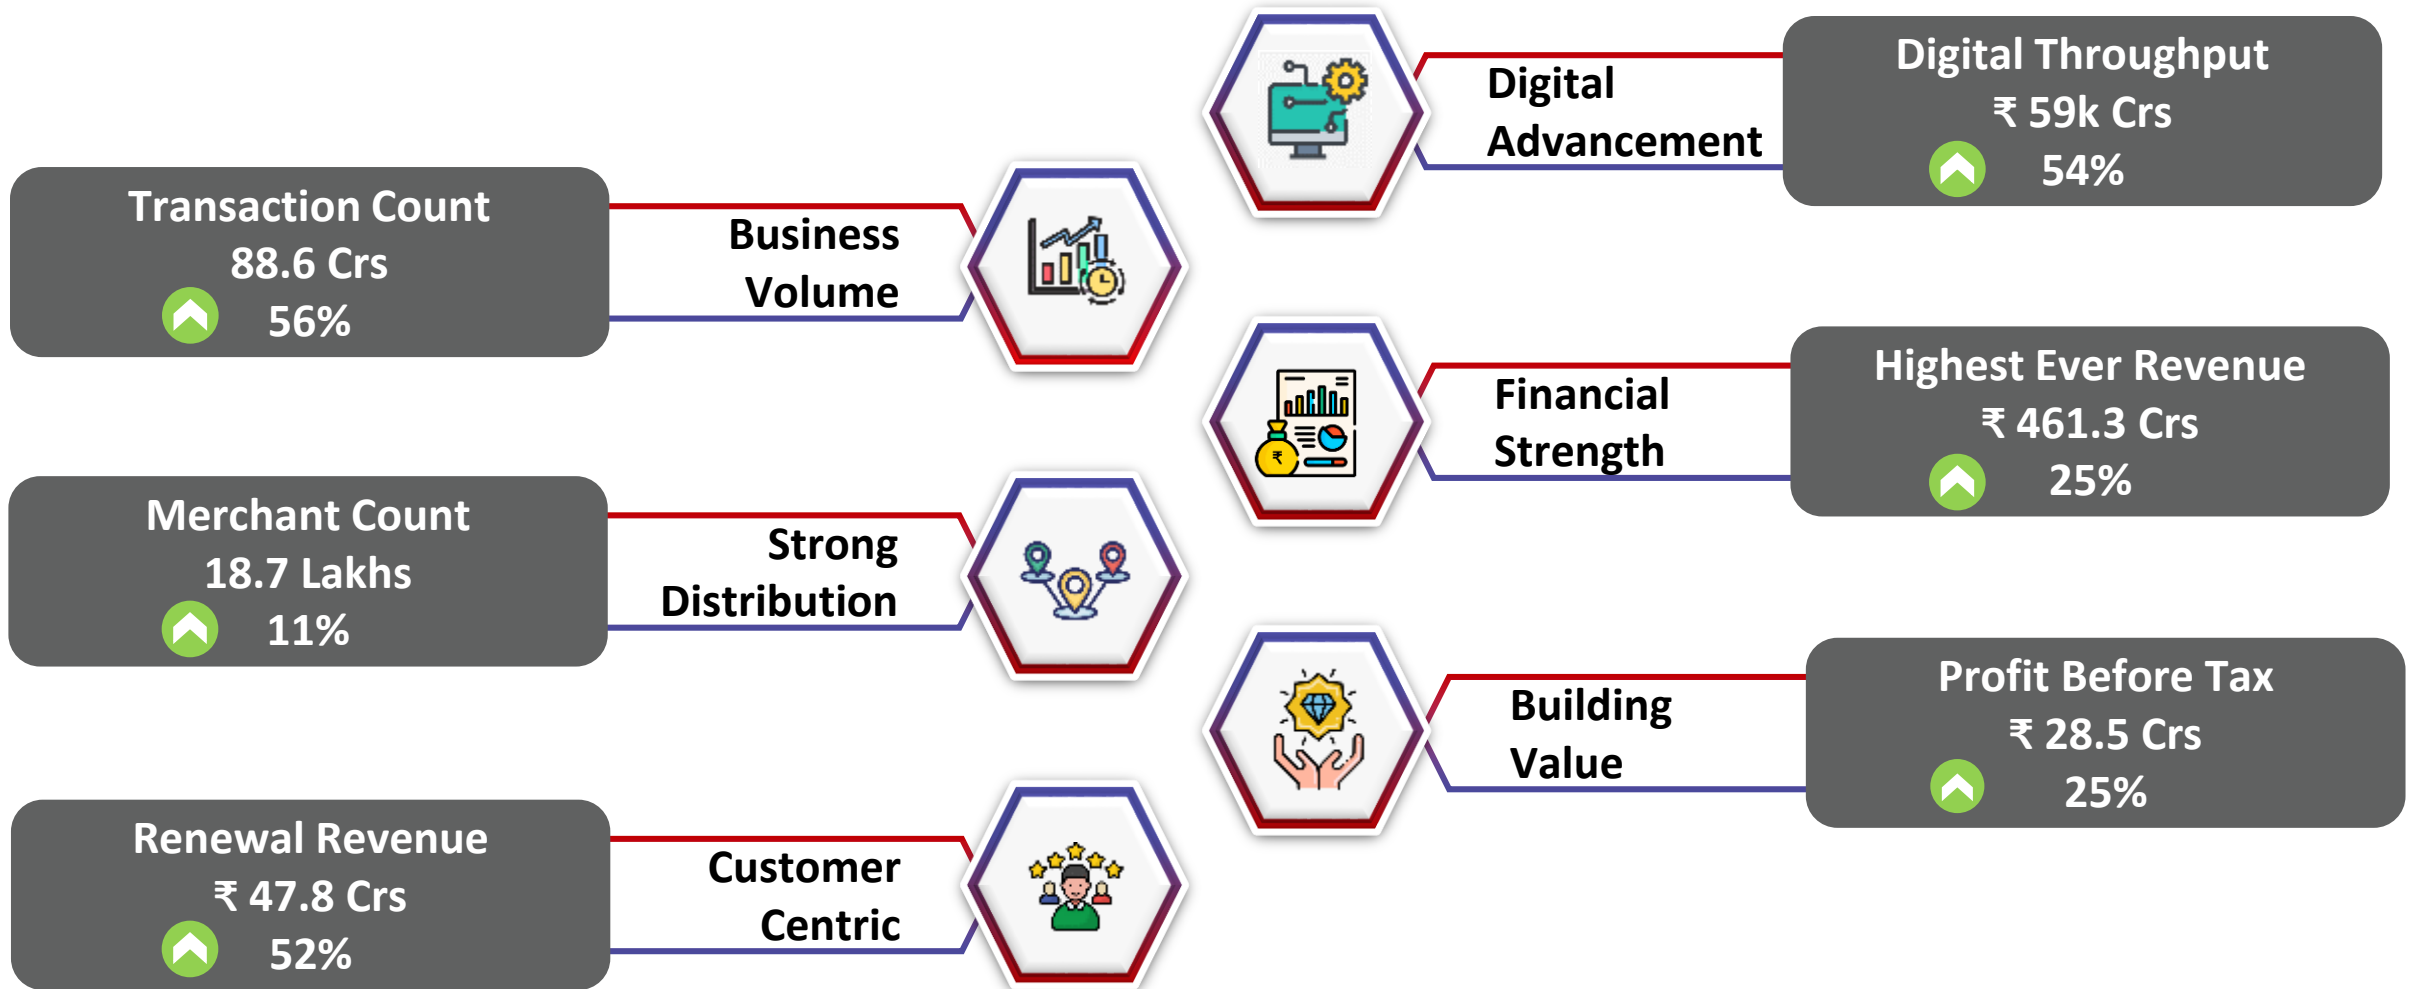 Transaction Count
88.6 Crs
56%
Business
Volume
Merchant Count
18.7 Lakhs
11%
Strong
Distribution
Renewal Revenue
₹ 47.8 Crs
52%
Customer
Centric
Digital
Advancement
Digital Throughput
₹ 59k Crs
54%
Financial
Strength
₹
Highest Ever Revenue
₹ 461.3 Crs
25%
Building
Value
Profit Before Tax
₹ 28.5 Crs
25%